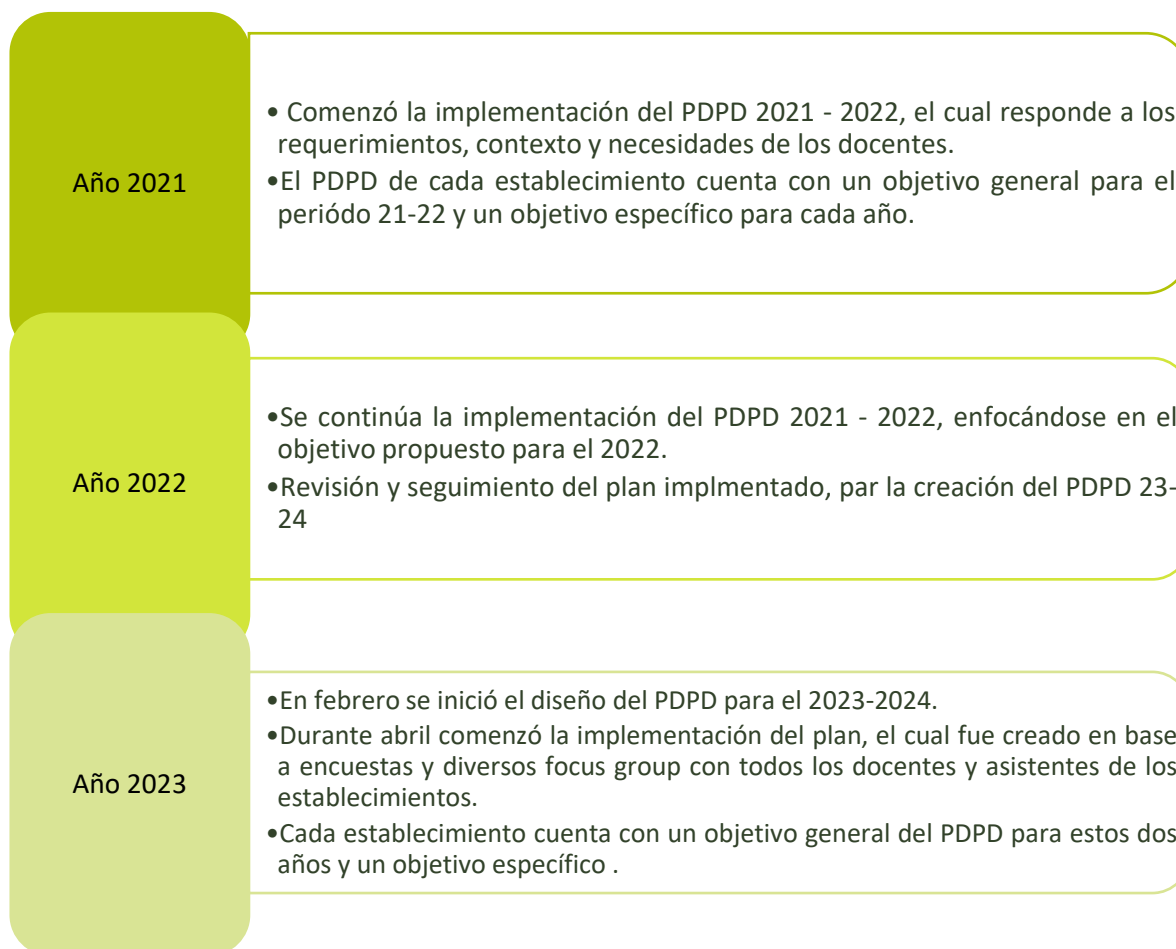 Año 2021
• Comenzó la implementación del PDPD 2021 - 2022, el cual responde a los
requerimientos, contexto y necesidades de los docentes.
•El PDPD de cada establecimiento cuenta con un objetivo general para el
periódo 21-22 y un objetivo específico para cada año.
Año 2022
•Se continúa la implementación del PDPD 2021 - 2022, enfocándose en el
objetivo propuesto para el 2022.
•Revisión y seguimiento del plan implmentado, par la creación del PDPD 23-
24
Año 2023
•En febrero se inició el diseño del PDPD para el 2023-2024.
•Durante abril comenzó la implementación del plan, el cual fue creado en base
a encuestas y diversos focus group con todos los docentes y asistentes de los
establecimientos.
•Cada establecimiento cuenta con un objetivo general del PDPD para estos dos
años y un objetivo específico .